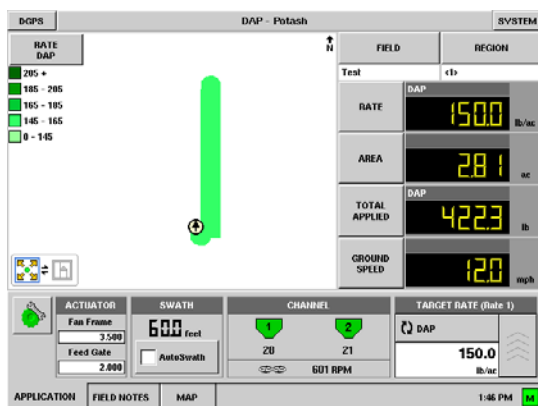 DGPS
DAP - Potash
SYSTEM
RATE
DAP
205 +
185 - 205
165 - 185
145 - 165
0 - 145
N
FIELD
REGION
Test
<1>
RATE
DAP
150.0
lb/ac
AREA
2.81
ac
TOTAL
APPLIED
DAP
422.3
lb
GROUND
SPEED
12.0
mph
ACTUATOR
Fan Frame
3.500
Feed Gate
2.000
SWATH
60.0 feet
AutoSwath
CHANNEL
1
2
20
21
601 RPM
TARGET RATE (Rate 1)
DAP
150.0
lb/ac
APPLICATION
FIELD NOTES
MAP
1:46 PM
M